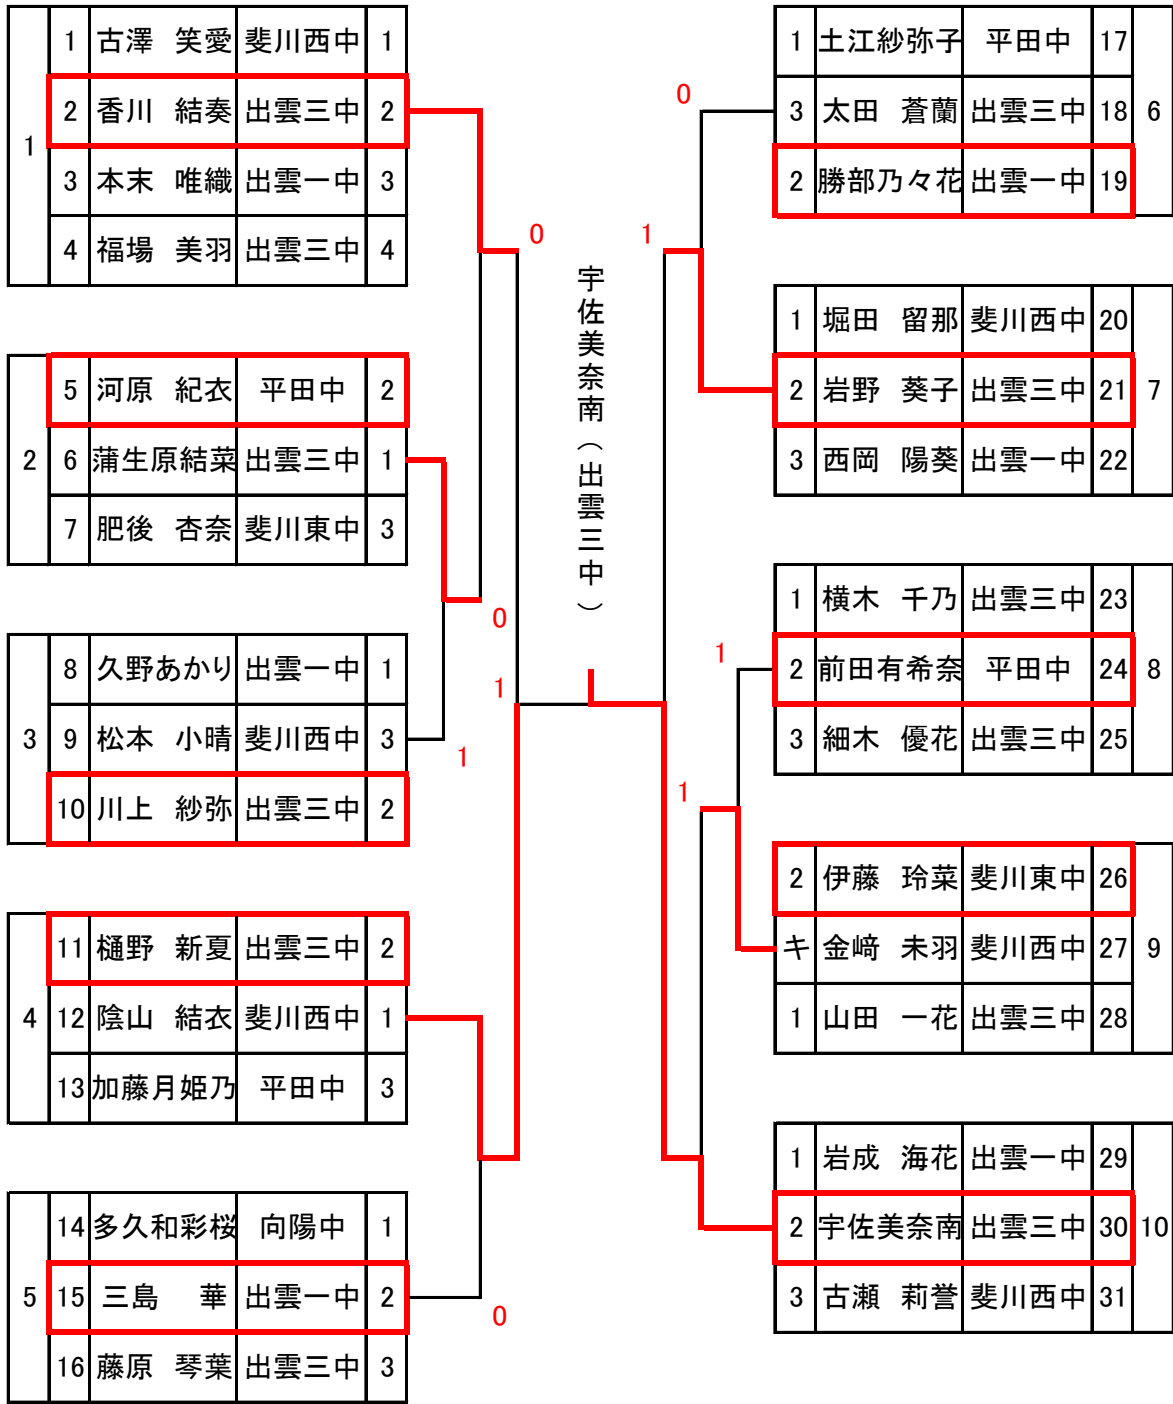 1
1 古澤 笑愛 斐川西中 1
2 香川 結奏 出雲三中 2
3 本末 唯織 出雲一中 3
4 福場 美羽 出雲三中 4
2
5 河原 紀衣 平田中 2
6 蒲生原結菜 出雲三中 1
7 肥後 杏奈 斐川東中 3
3
8 久野あかり 出雲一中 1
9 松本 小晴 斐川西中 3
10 川上 紗弥 出雲三中 2
4
11 樋野 新夏 出雲三中 2
12 陰山 結衣 斐川西中 1
13 加藤月姫乃 平田中 3
5
14 多久和彩桜 向陽中 1
15 三島 華 出雲一中 2
16 藤原 琴葉 出雲三中 3
0
0
1
1
0
宇佐美奈南(出雲三中)
0
1
1
1
1 土江紗弥子 平田中 17
3 太田 蒼蘭 出雲三中 18
2 勝部乃々花 出雲一中 19
6
1 堀田 留那 斐川西中 20
2 岩野 葵子 出雲三中 21
3 西岡 陽葵 出雲一中 22
7
1 横木 千乃 出雲三中 23
2 前田有希奈 平田中 24
3 細木 優花 出雲三中 25
8
2 伊藤 玲菜 斐川東中 26
キ 金﨑 未羽 斐川西中 27
1 山田 一花 出雲三中 28
9
1 岩成 海花 出雲一中 29
2 宇佐美奈南 出雲三中 30
3 古瀬 莉誉 斐川西中 31
10